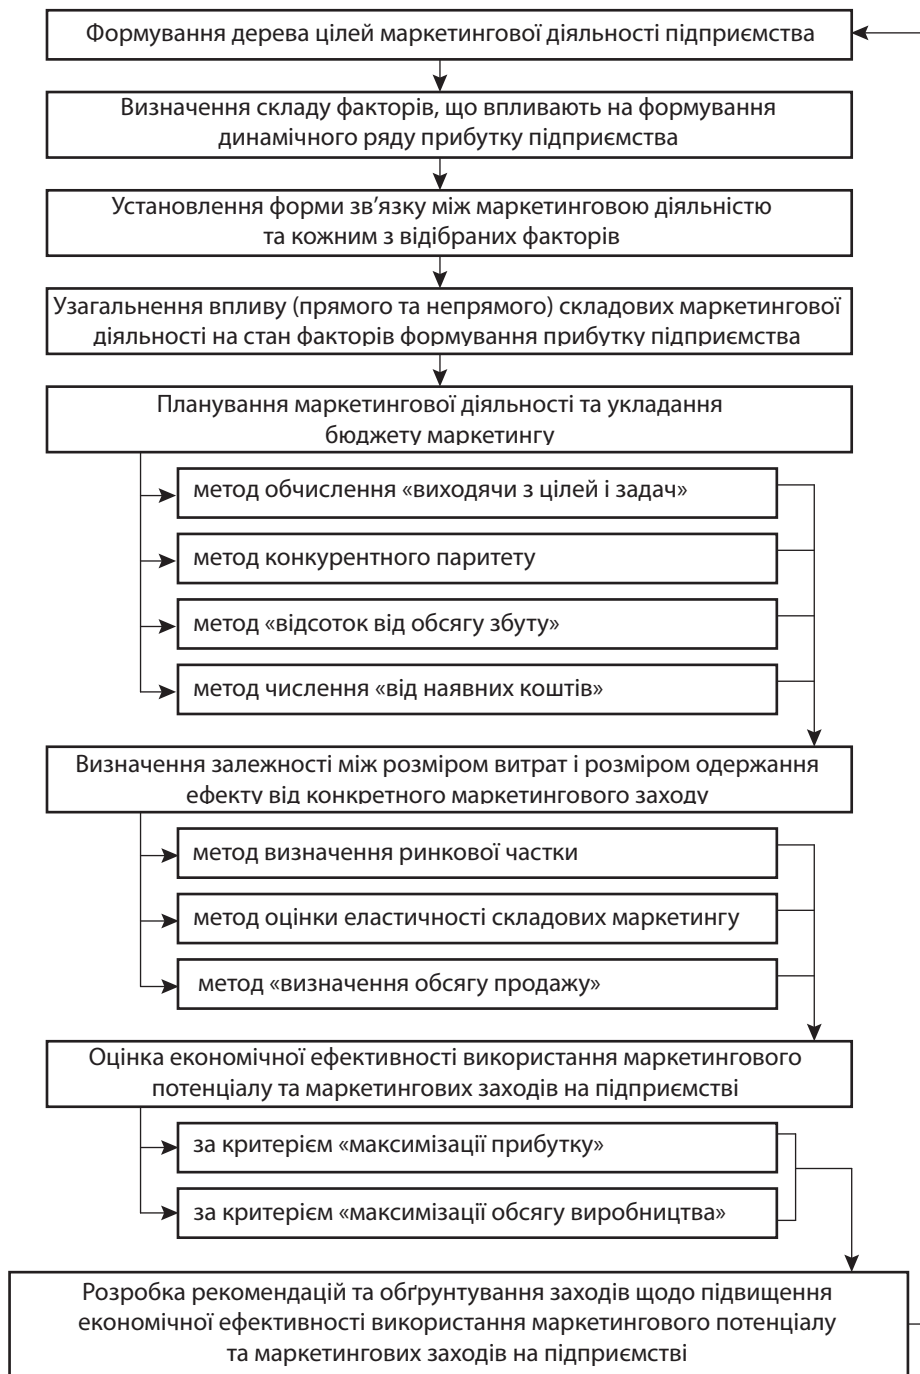 Формування дерева цілей маркетингової діяльності підприємства
Визначення складу факторів, що впливають на формування
динамічного ряду прибутку підприємства
Установлення форми зв’язку між маркетинговою діяльністю
та кожним з відібраних факторів
Узагальнення впливу (прямого та непрямого) складових маркетингової
діяльності на стан факторів формування прибутку підприємства
Планування маркетингової діяльності та укладання
бюджету маркетингу
метод обчислення «виходячи з цілей і задач»
метод конкурентного паритету
метод «відсоток від обсягу збуту»
метод числення «від наявних коштів»
Визначення залежності між розміром витрат і розміром одержання
ефекту від конкретного маркетингового заходу
метод визначення ринкової частки
метод оцінки еластичності складових маркетингу
метод «визначення обсягу продажу»
Оцінка економічної ефективності використання маркетингового
потенціалу та маркетингових заходів на підприємстві
за критерієм «максимізації прибутку»
за критерієм «максимізації обсягу виробництва»
Розробка рекомендацій та обґрунтування заходів щодо підвищення
економічної ефективності використання маркетингового потенціалу
та маркетингових заходів на підприємстві